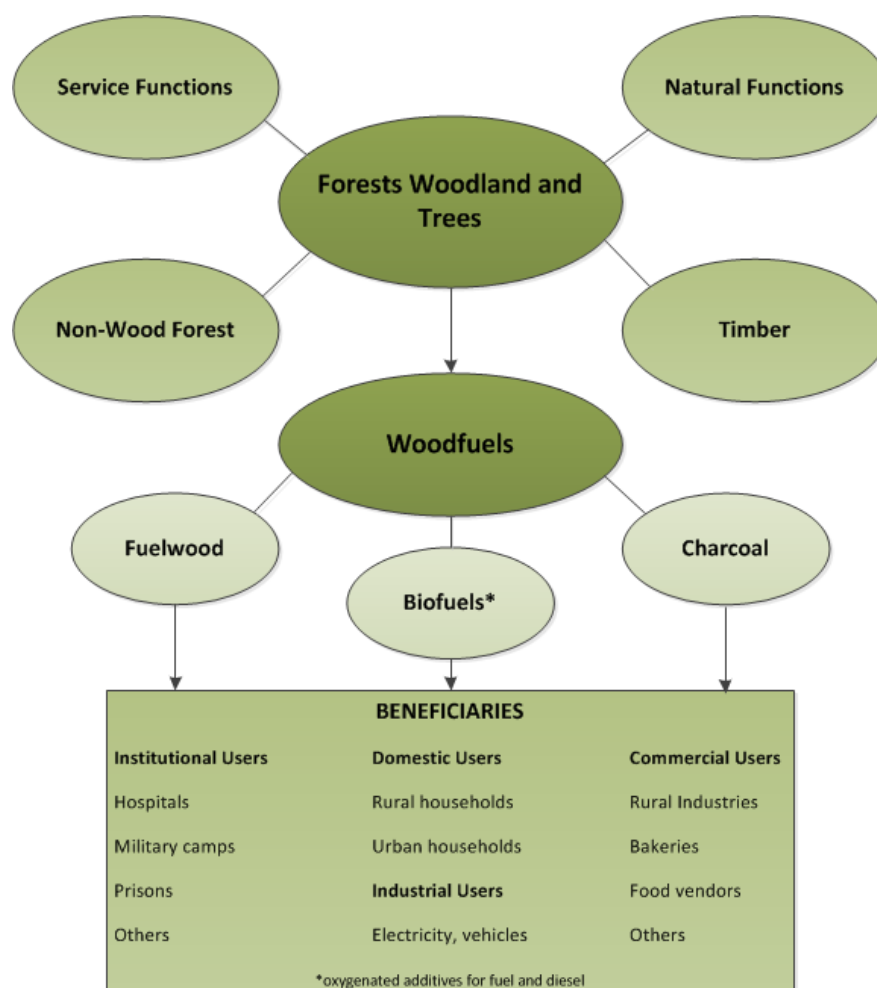 Service Functions
Natural Functions
Forests Woodland and
Trees
Non-Wood Forest
Timber
Woodfuels
Fuelwood
Charcoal
Biofuels*
BENEFICIARIES
Institutional Users
Domestic Users
Commercial Users
Hospitals
Rural households
Rural Industries
Military camps
Urban households
Bakeries
Prisons
Industrial Users
Food vendors
Others
Electricity, vehicles
Others
*oxygenated additives for fuel and diesel